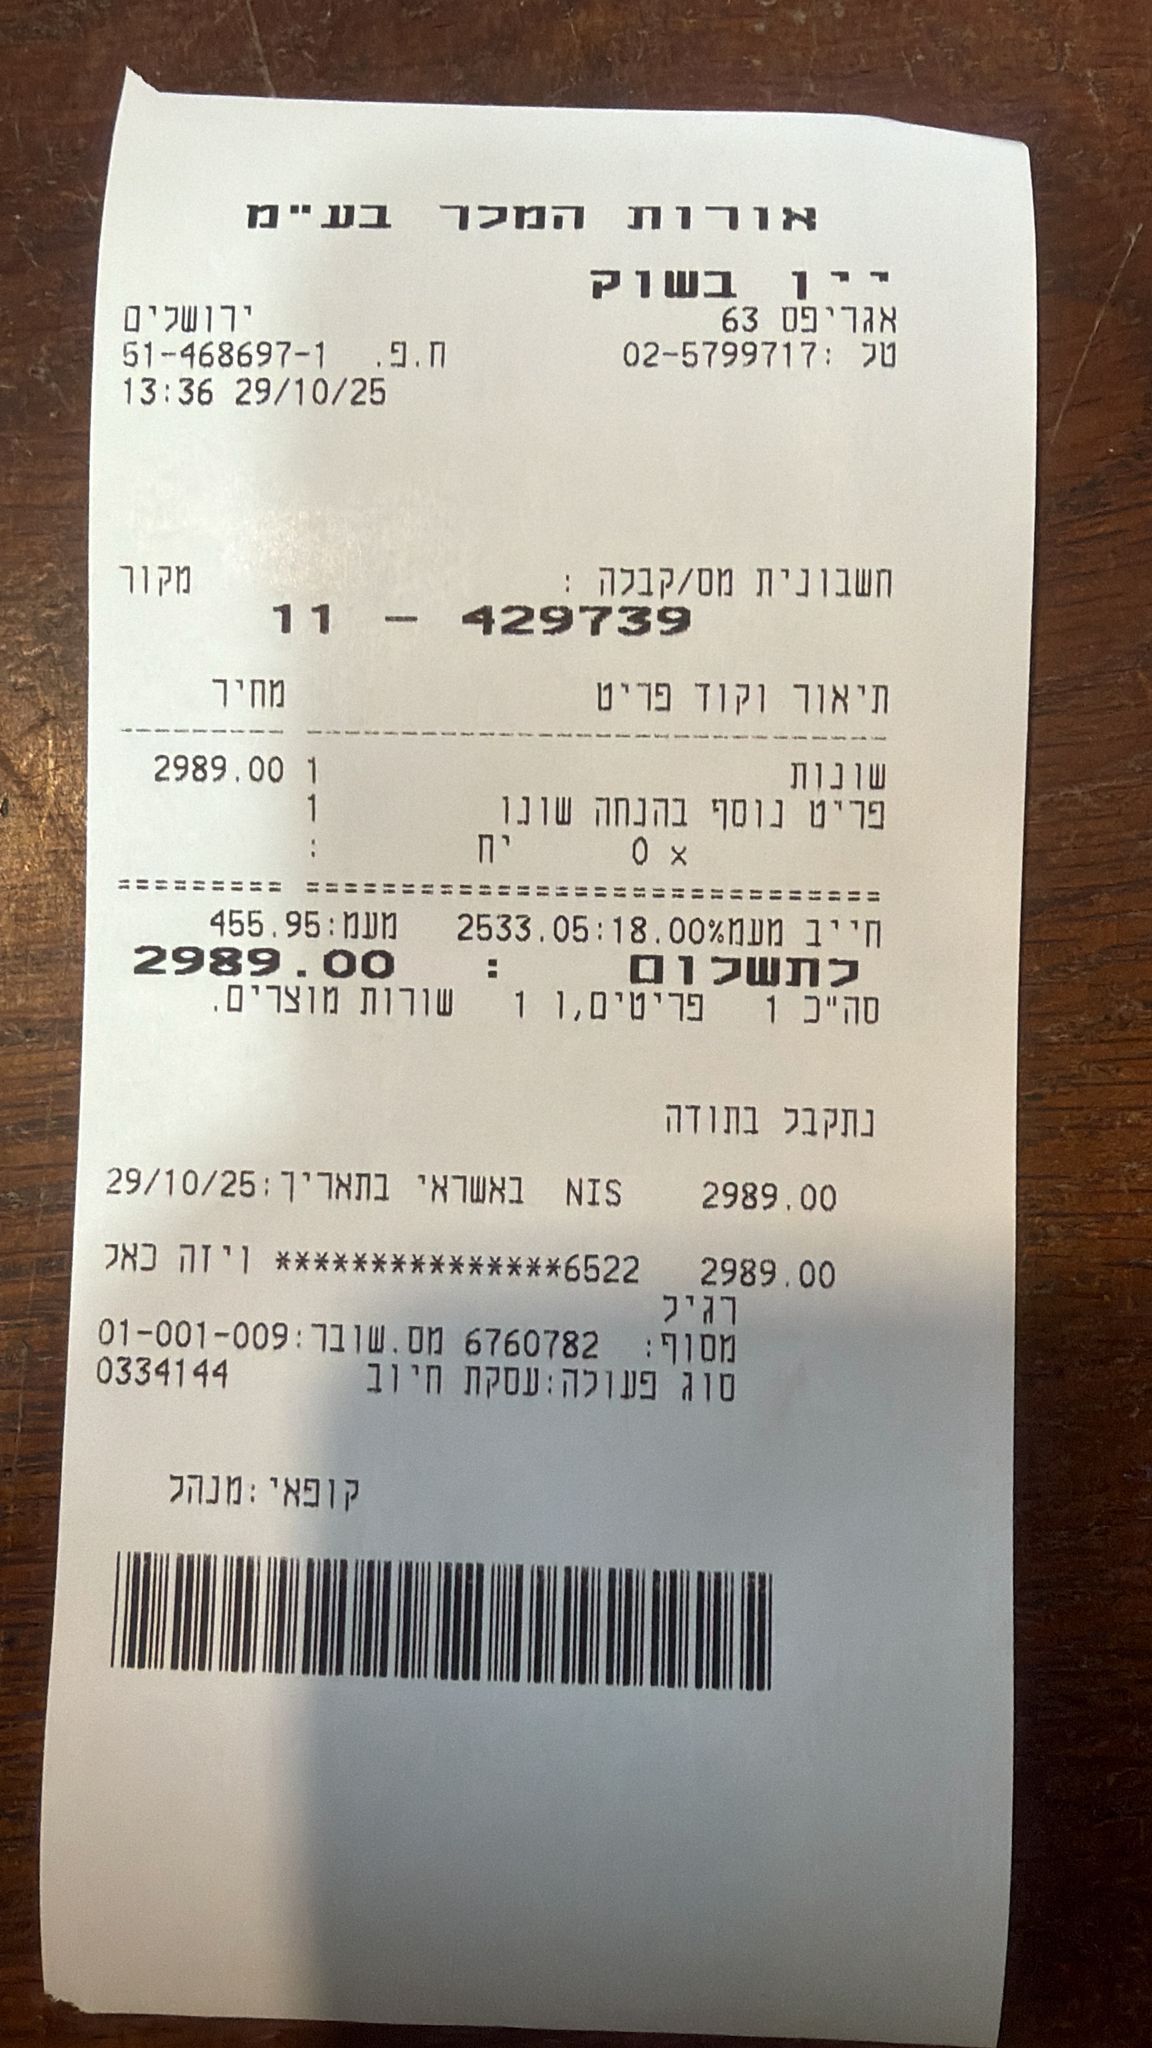 אורות המלך בע"מ
יין בשוק
אגריפס 63 ירושלים
טל :02-5799717 ח.פ. 51-468697-1
13:36 29/10/25
חשבונית מס/קבלה : מקור
11 - 429739
תיאור וקוד פריט מחיר
שונות 1 2989.00
פריט נוסף בהנחה שונו 1
x 0 יח :
חייב מעמ18.00%:2533.05 מעמ:455.95
לתשלום : 2989.00
סה"כ 1 פריטים,ו 1 שורות מוצרים.
נתקבל בתודה
2989.00 NIS באשראי בתאריך:29/10/25
2989.00 6522*************** ויזה כאל
רגיל
מסוף: 6760782 מס.שובר:01-001-009
סוג פעולה:עסקת חיוב 0334144
קופאי:מנהל